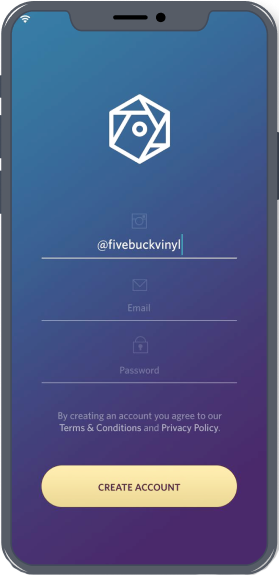 @fivebuckvinyl
Email
Password
By creating an account you agree to our
Terms & Conditions and Privacy Policy.
CREATE ACCOUNT